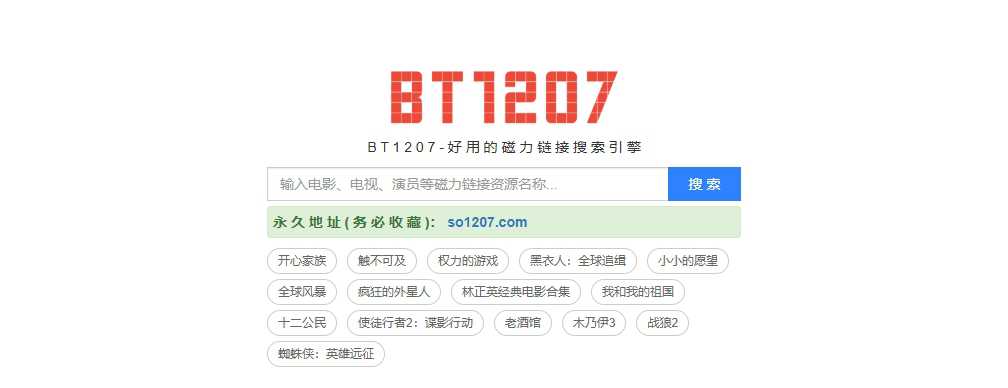 BT1207
BT1207-好用的磁力链接搜索引擎
输入电影、电视、演员等磁力链接资源名称... 搜索
永久地址(务必收藏): so1207.com
开心家族 触不可及 权力的游戏 黑衣人：全球追缉 小小的愿望
全球风暴 疯狂的外星人 林正英经典电影合集 我和我的祖国
十二公民 使徒行者2：谍影行动 老酒馆 木乃伊3 战狼2
蜘蛛侠：英雄远征